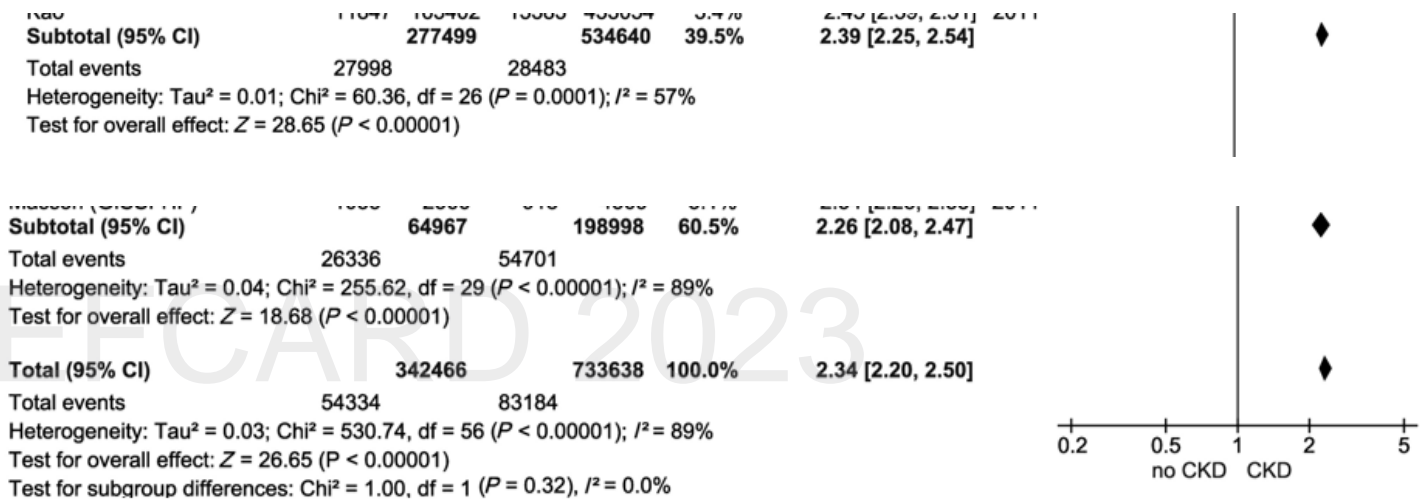 Subtotal (95% CI) 277499 534640 39.5% 2.39 [2.25, 2.54]
Total events 27998 28483
Heterogeneity: Tau² = 0.01; Chi² = 60.36, df = 26 (P = 0.0001); I² = 57%
Test for overall effect: Z = 28.65 (P < 0.00001)
Subtotal (95% CI) 64967 198998 60.5% 2.26 [2.08, 2.47]
Total events 26336 54701
Heterogeneity: Tau² = 0.04; Chi² = 255.62, df = 29 (P < 0.00001); I² = 89%
Test for overall effect: Z = 18.68 (P < 0.00001)
EFCARD 2023
Total (95% CI) 342466 733638 100.0% 2.34 [2.20, 2.50]
Total events 54334 83184
Heterogeneity: Tau² = 0.03; Chi² = 530.74, df = 56 (P < 0.00001); I² = 89%
Test for overall effect: Z = 26.65 (P < 0.00001)
Test for subgroup differences: Chi² = 1.00, df = 1 (P = 0.32), I² = 0.0%
0.2 0.5 1 2 5
no CKD CKD